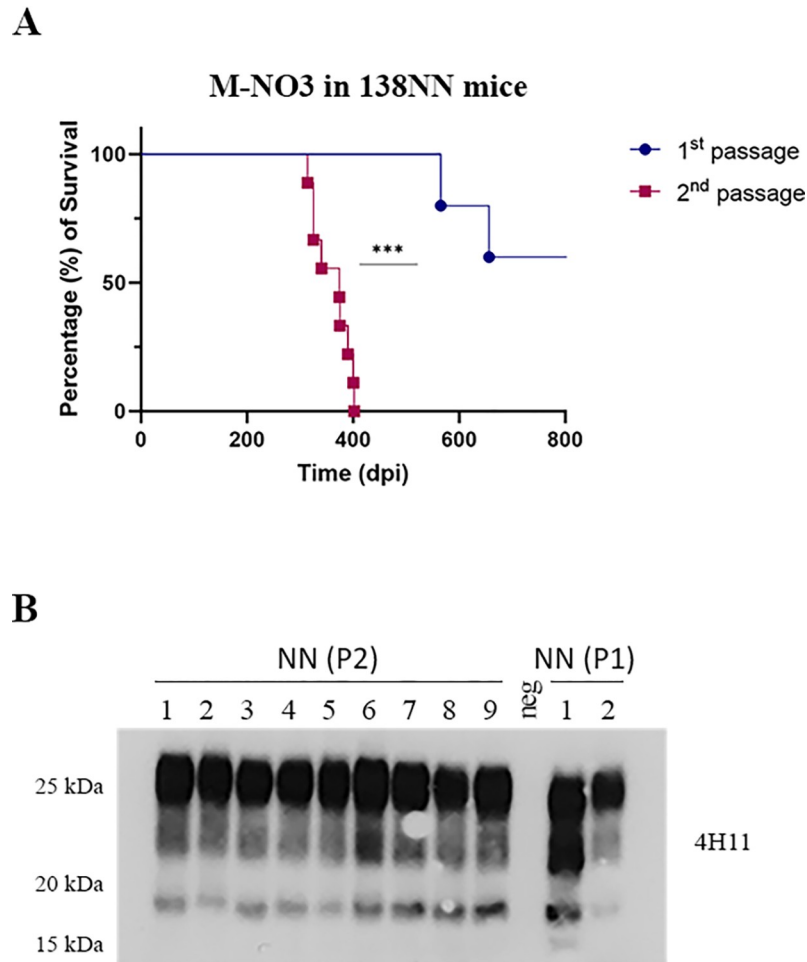 A
M-NO3 in 138NN mice
Percentage (%) of Survival
100
50
0
0 200 400 600 800
Time (dpi)
***
1st passage
2nd passage
B
NN (P2) neg NN (P1)
1 2 3 4 5 6 7 8 9 1 2
25 kDa
20 kDa
15 kDa
4H11